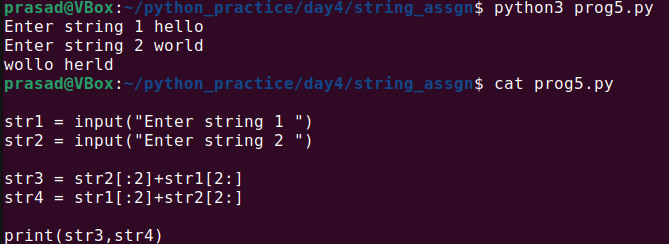 prasad@VBox:~/python_practice/day4/string_assgn$ python3 prog5.py
Enter string 1 hello
Enter string 2 world
wollo herld
prasad@VBox:~/python_practice/day4/string_assgn$ cat prog5.py
str1 = input("Enter string 1 ")
str2 = input("Enter string 2 ")
str3 = str2[:2]+str1[2:]
str4 = str1[:2]+str2[2:]
print(str3,str4)